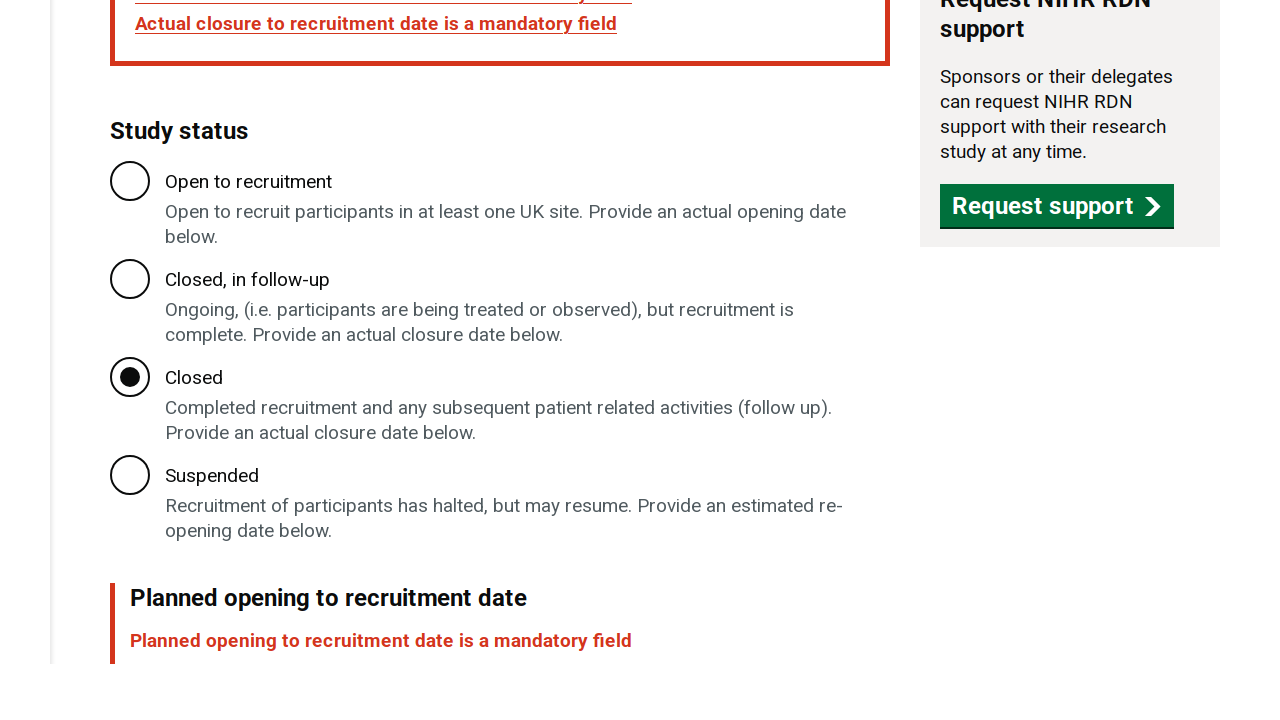 Actual closure to recruitment date is a mandatory field
Study status
Open to recruitment
Open to recruit participants in at least one UK site. Provide an actual opening date
below.
Closed, in follow-up
Ongoing, (i.e. participants are being treated or observed), but recruitment is
complete. Provide an actual closure date below.
Closed
Completed recruitment and any subsequent patient related activities (follow up).
Provide an actual closure date below.
Suspended
Recruitment of participants has halted, but may resume. Provide an estimated re-
opening date below.
Planned opening to recruitment date
Planned opening to recruitment date is a mandatory field
Request NIHR RDN
support
Sponsors or their delegates
can request NIHR RDN
support with their research
study at any time.
Request support